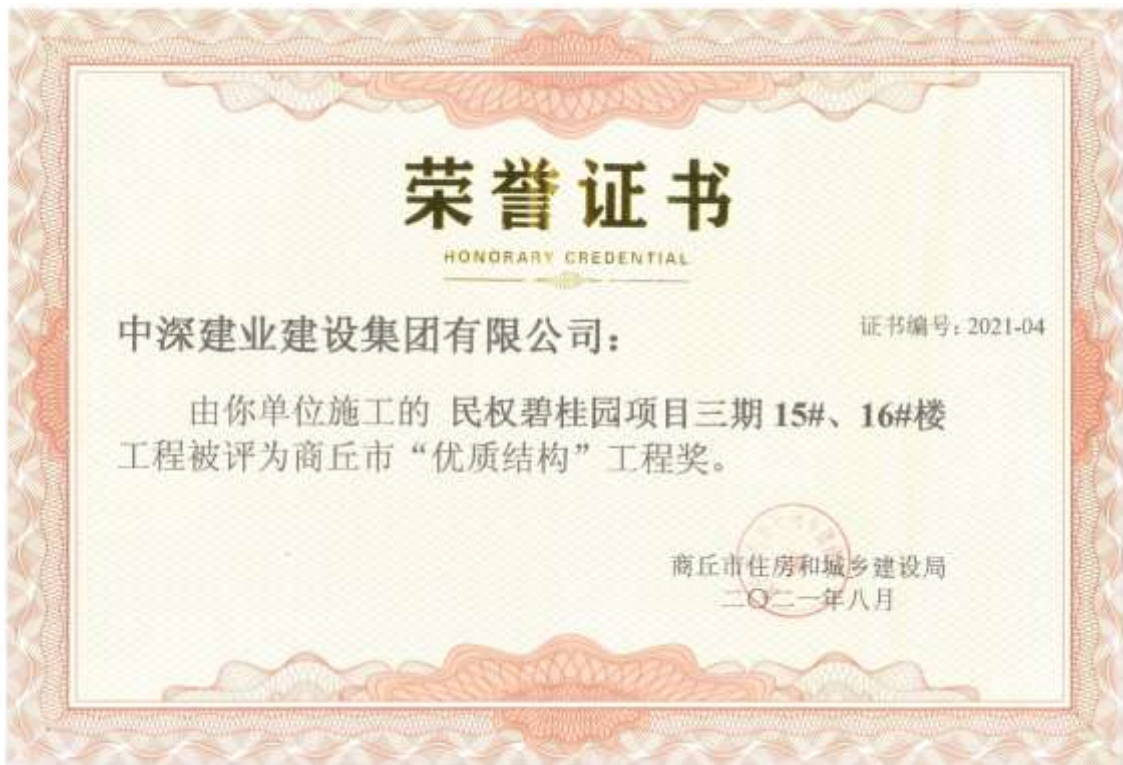 荣誉证书
HONORARY CREDENTIAL
中深建业建设集团有限公司：
证书编号：2021-04
由你单位施工的 民权碧桂园项目三期 15#、16#楼
工程被评为商丘市“优质结构”工程奖。
商丘市住房和城乡建设局
二〇二一年八月